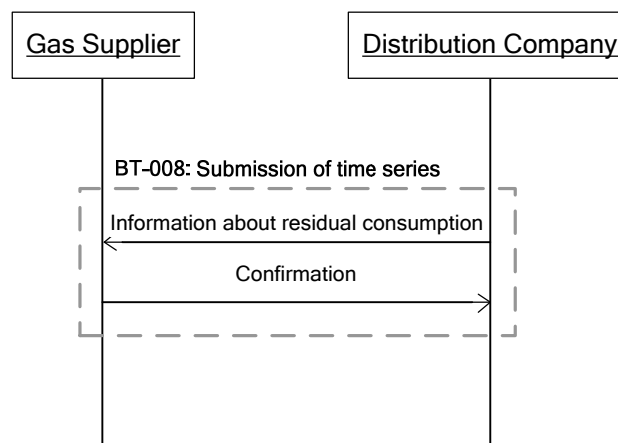 Gas Supplier
Distribution Company
BT-008: Submission of time series
Information about residual consumption
Confirmation